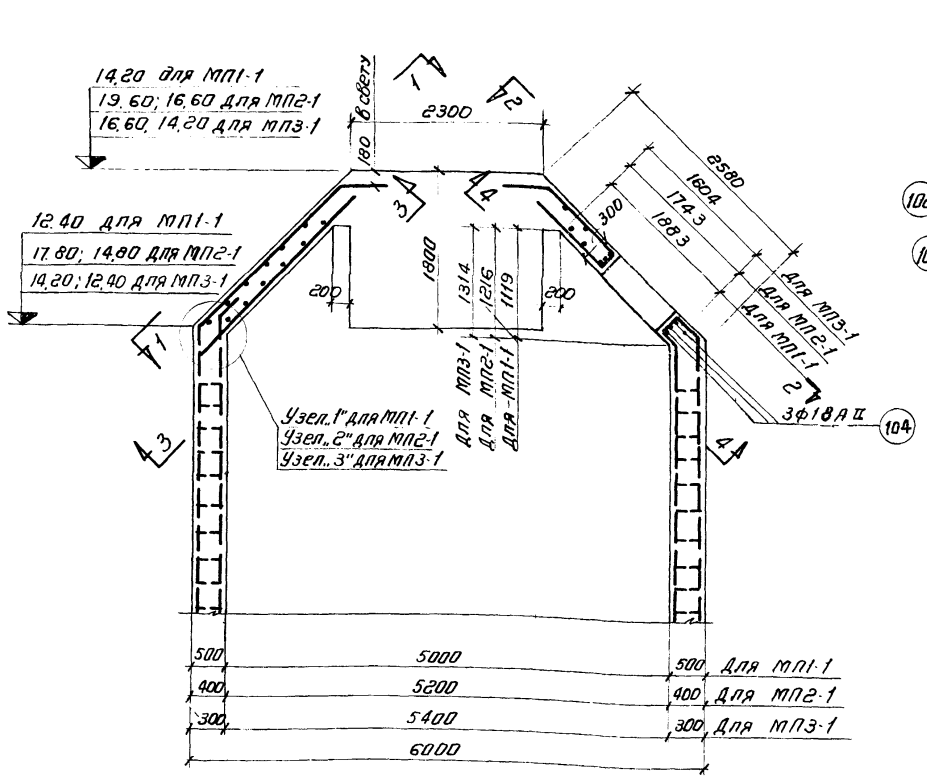 14,20 для МП1-1
19,60; 16,60 для МП2-1
16,60, 14,20 для МП3-1
180 в свету
1
2
2300
2580
1604
1743
1883
300
3
4
12.40 для МП1-1
17.80; 14,80 для МП2-1
14,20; 12,40 для МП3-1
200
1800
1314
1216
1119
200
Для МП3-1
Для МП2-1
Для МП1-1
для МП3-1
для МП2-1
для МП1-1
1
2
3ф18АII
104
Узел „1" для МП1-1
Узел „2" для МП2-1
Узел „3" для МП3-1
3
4
500 5000 500 Для МП1-1
400 5200 400 Для МП2-1
300 5400 300 Для МП3-1
6000